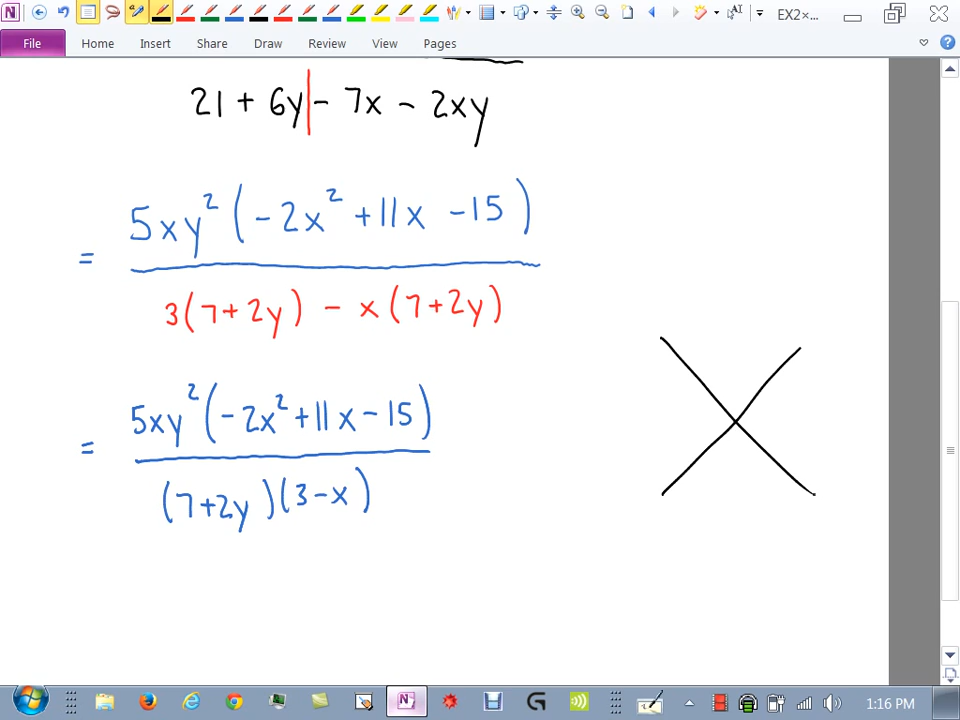 EX2×...
File Home Insert Share Draw Review View Pages
21 + 6y - 7x - 2xy
5xy² (-2x² +11x -15)
=
3(7+2y) - x(7+2y)
5xy² (-2x² +11x -15)
=
(7+2y)(3-x)
1:16 PM